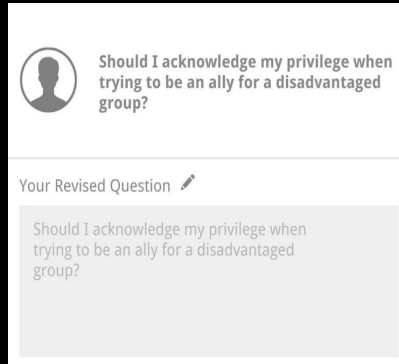 Should I acknowledge my privilege when
trying to be an ally for a disadvantaged
group?
Your Revised Question
Should I acknowledge my privilege when
trying to be an ally for a disadvantaged
group?